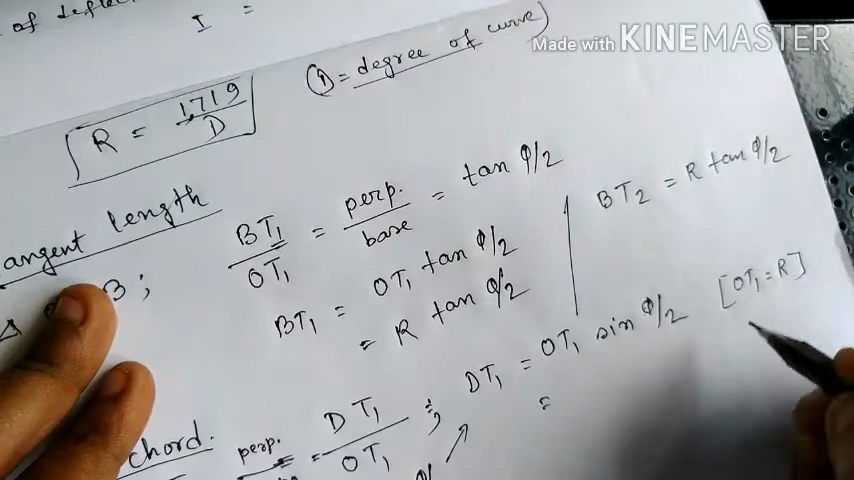 of deflec
I =
Made with KINEMASTER
R = 1719/D
(D = degree of curve)
angent length
BT₁/OT₁ = perp./base = tan φ/2
BT₁ = OT₁ tan φ/2
= R tan φ/2
BT₂ = R tan φ/2
chord.
perp. = DT₁/OT₁ ; DT₁ = OT₁ sin φ/2 [OT₁ = R]
=